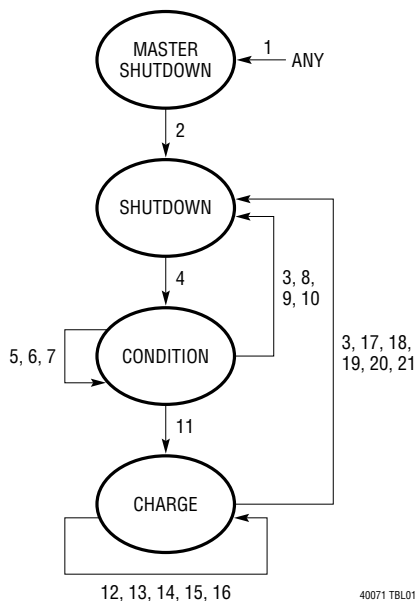 MASTER
SHUTDOWN
1
ANY
2
SHUTDOWN
4
3, 8,
9, 10
3, 17, 18,
19, 20, 21
5, 6, 7
CONDITION
11
CHARGE
12, 13, 14, 15, 16
40071 TBL01